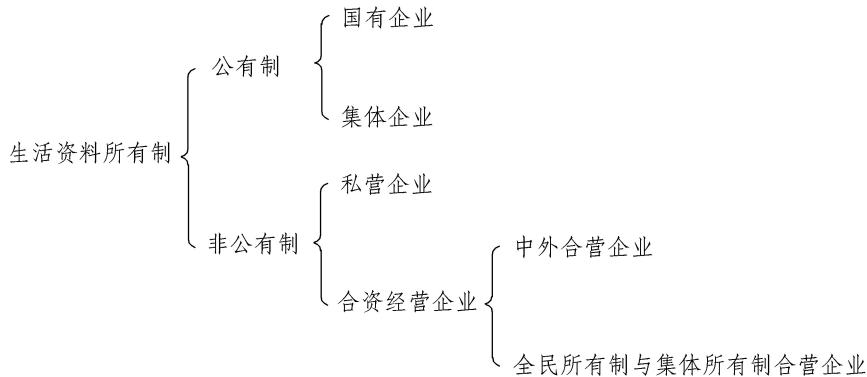 生活资料所有制
公有制
国有企业
集体企业
非公有制
私营企业
合资经营企业
中外合营企业
全民所有制与集体所有制合营企业